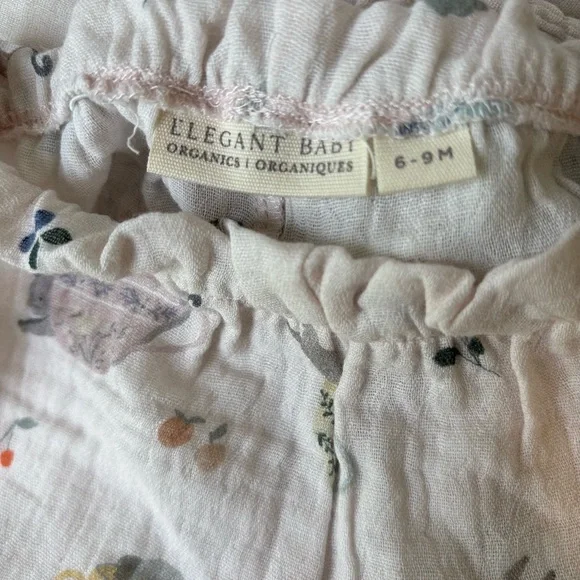 ELEGANT BABY
ORGANICS | ORGANIQUES
6-9M